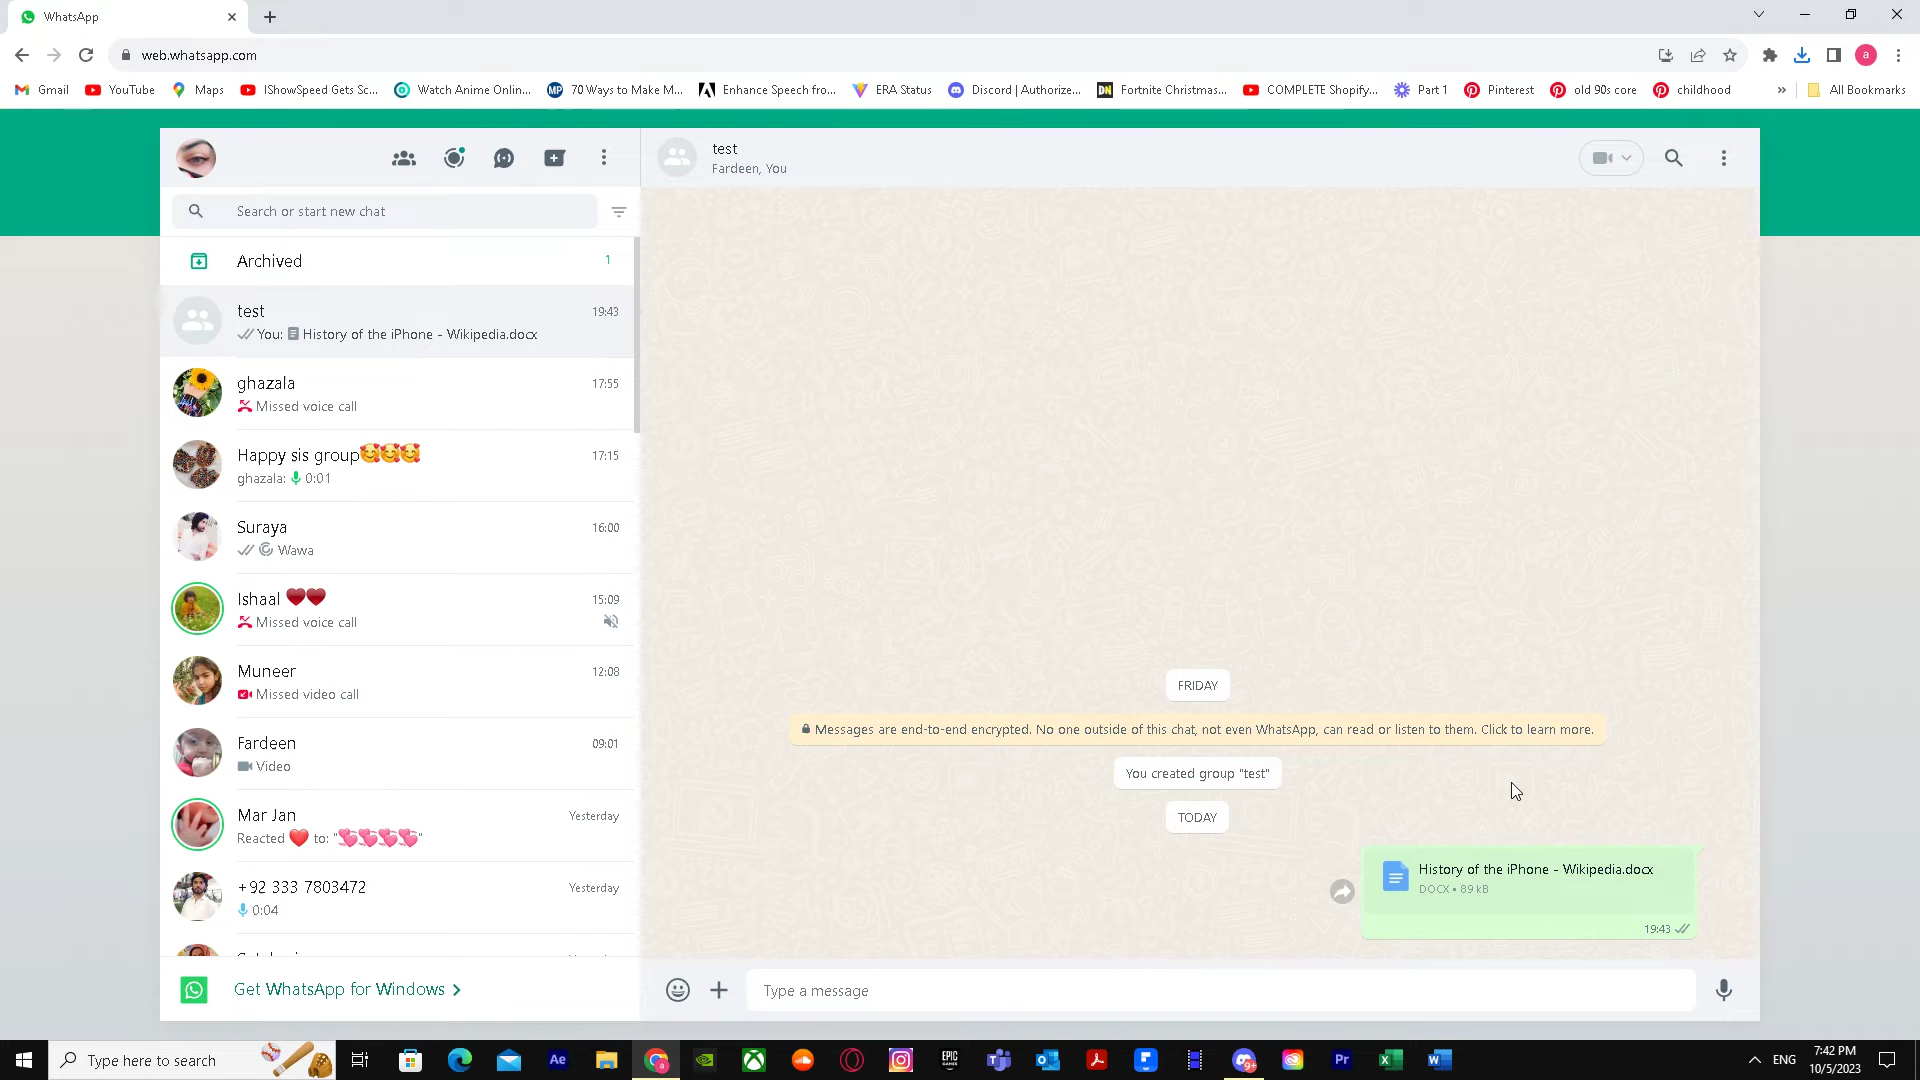 WhatsApp
web.whatsapp.com
a
Gmail
YouTube
Maps
IShowSpeed Gets Sc...
Watch Anime Onlin...
MP
70 Ways to Make M...
Enhance Speech fro...
ERA Status
Discord | Authorize...
DN
Fortnite Christmas...
COMPLETE Shopify...
Part 1
Pinterest
old 90s core
childhood
»
All Bookmarks
Search or start new chat
Archived
1
test
19:43
You: History of the iPhone - Wikipedia.docx
ghazala
17:55
Missed voice call
Happy sis group🥰🥰🥰
17:15
ghazala: 0:01
Suraya
16:00
Wawa
Ishaal ❤️❤️
15:09
Missed voice call
Muneer
12:08
Missed video call
Fardeen
09:01
Video
Mar Jan
Yesterday
Reacted ❤️ to: "💞💞💞💞"
+92 333 7803472
Yesterday
0:04
Get WhatsApp for Windows
test
Fardeen, You
FRIDAY
Messages are end-to-end encrypted. No one outside of this chat, not even WhatsApp, can read or listen to them. Click to learn more.
You created group "test"
TODAY
History of the iPhone - Wikipedia.docx
DOCX • 89 kB
19:43
Type a message
Type here to search
Ae
a
EPIC
GAMES
9+
Pr
ENG
7:42 PM
10/5/2023